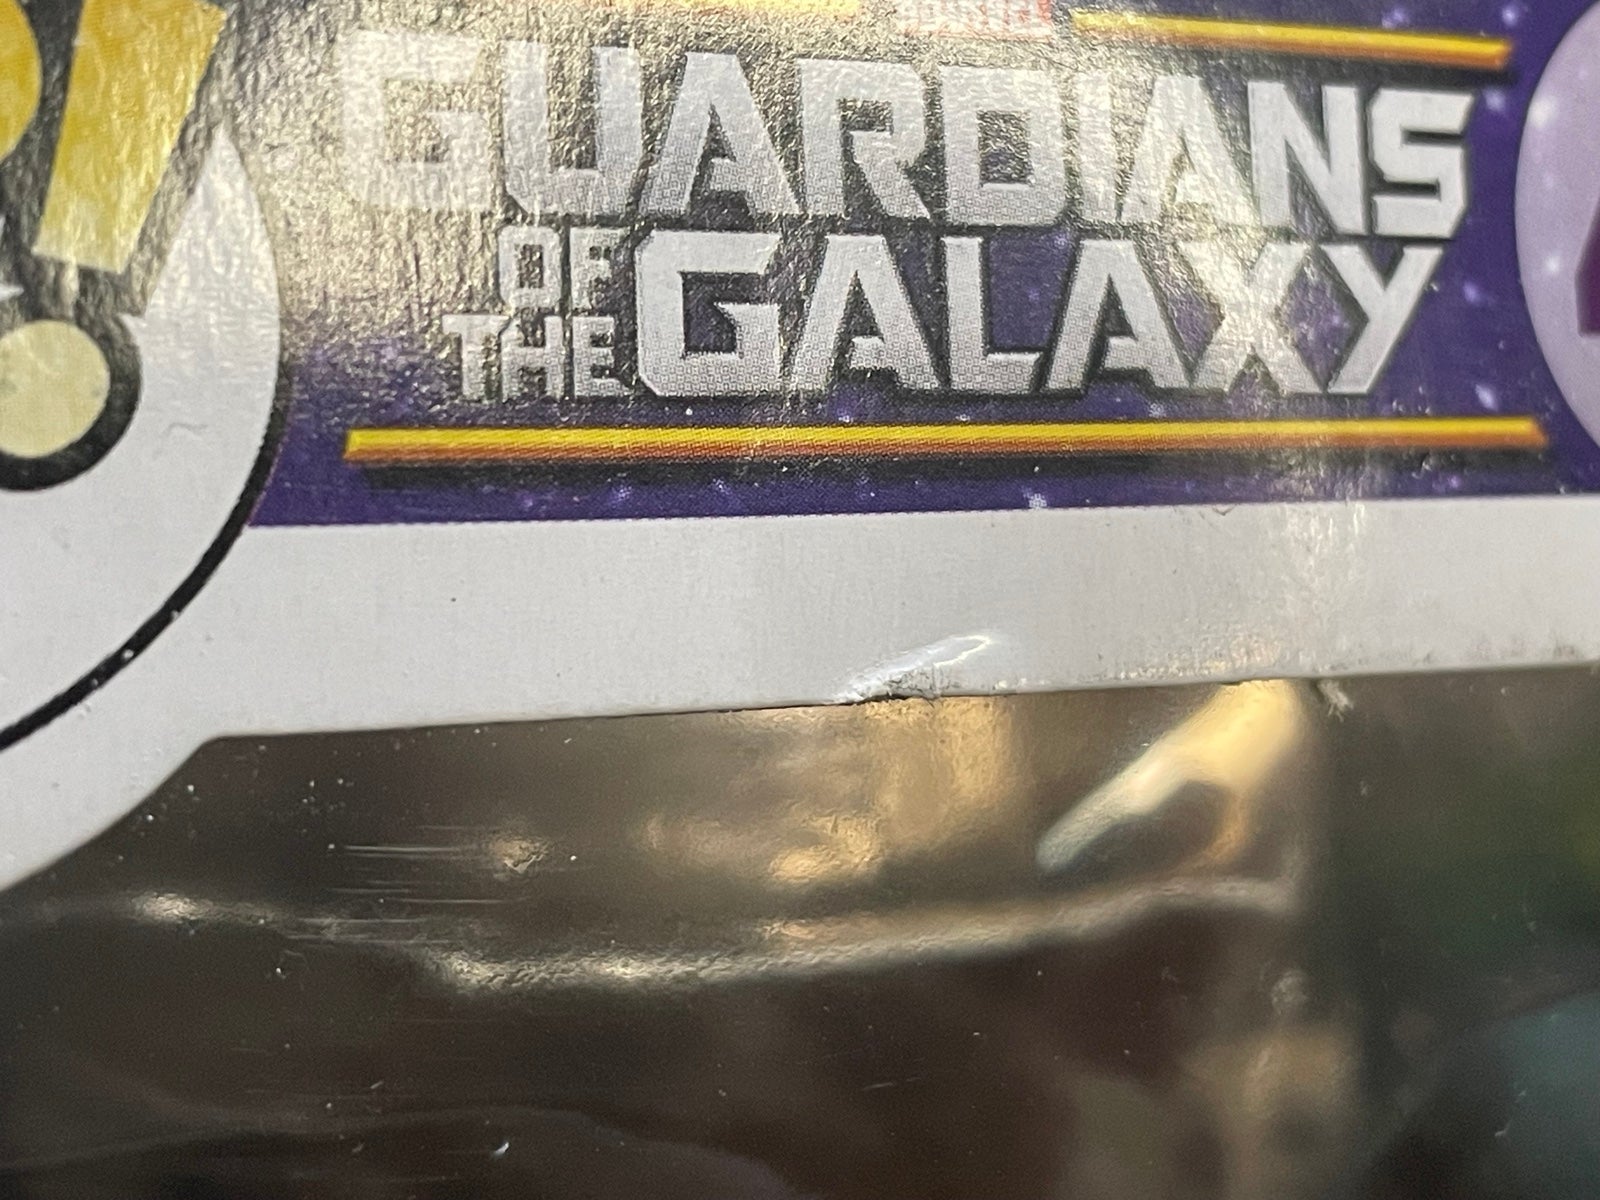 GUARDIANS
OF
THE GALAXY